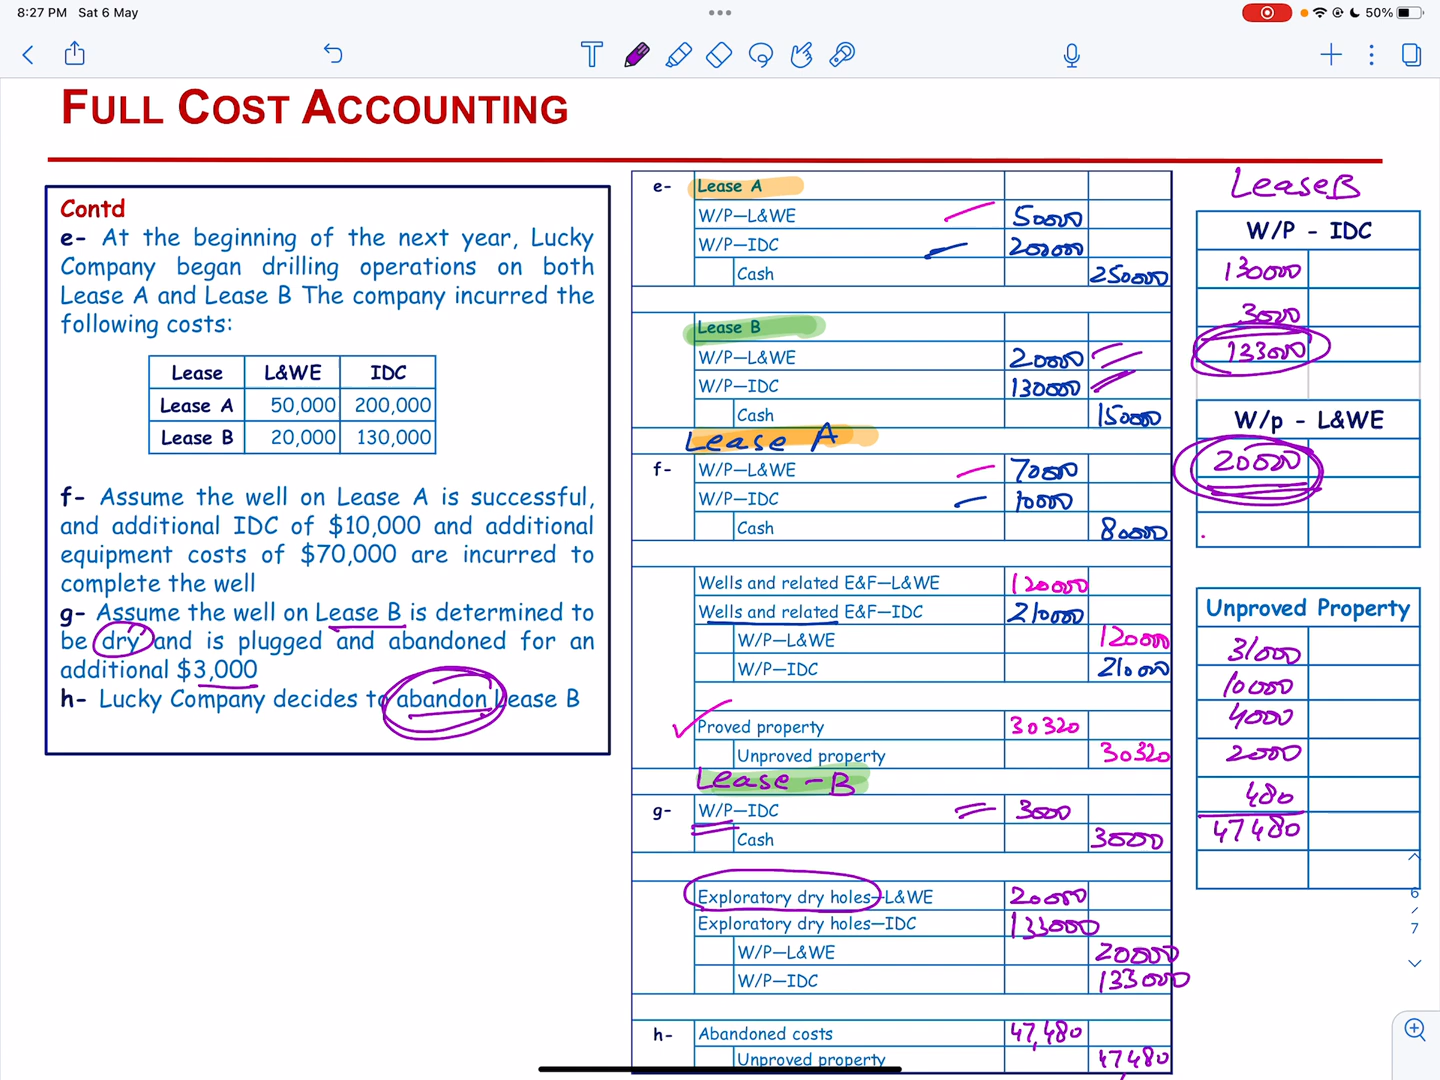 8:27 PM Sat 6 May
50%
FULL COST ACCOUNTING
Contd
e- At the beginning of the next year, Lucky
Company began drilling operations on both
Lease A and Lease B The company incurred the
following costs:
Lease L&WE IDC
Lease A 50,000 200,000
Lease B 20,000 130,000
f- Assume the well on Lease A is successful,
and additional IDC of $10,000 and additional
equipment costs of $70,000 are incurred to
complete the well
g- Assume the well on Lease B is determined to
be dry and is plugged and abandoned for an
additional $3,000
h- Lucky Company decides to abandon Lease B
e- Lease A
W/P—L&WE 50000
W/P—IDC 200000
Cash 250000
Lease B
W/P—L&WE 20000
W/P—IDC 130000
Cash 150000
Lease A
f- W/P—L&WE 70000
W/P—IDC 10000
Cash 80000
Wells and related E&F—L&WE 120000
Wells and related E&F—IDC 210000
W/P—L&WE 120000
W/P—IDC 210000
Proved property 30320
Unproved property 30320
Lease - B
g- W/P—IDC 3000
Cash 3000
Exploratory dry holes—L&WE 20000
Exploratory dry holes—IDC 133000
W/P—L&WE 20000
W/P—IDC 133000
h- Abandoned costs 47,480
Unproved property 47480
Lease B
W/P - IDC
130000
3000
133000
W/p - L&WE
20000
Unproved Property
31000
10000
4000
2000
480
47480
6
/
7